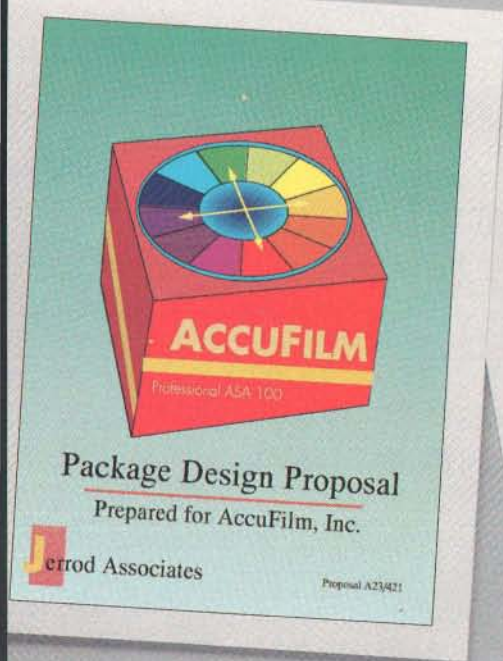 ACCUFILM
Professional ASA 100
Package Design Proposal
Prepared for AccuFilm, Inc.
Jerrod Associates
Proposal A23/421